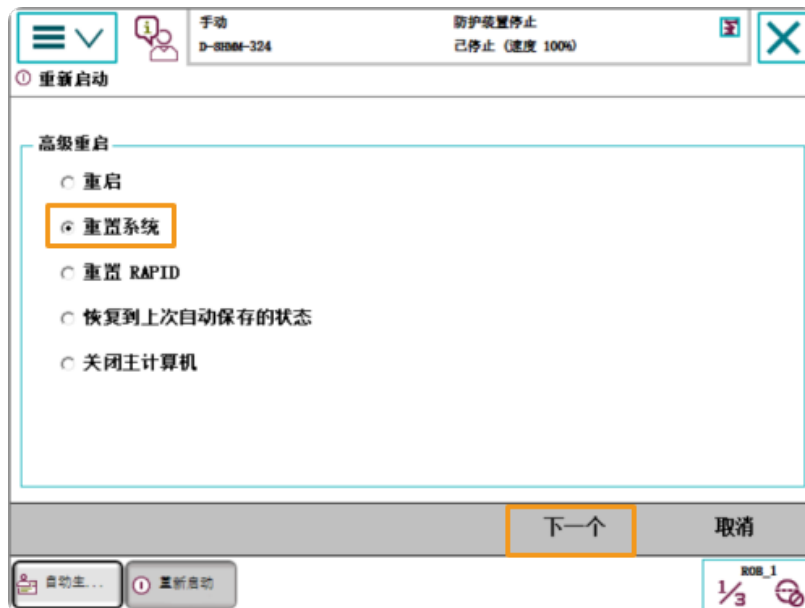 手动
D-SHMM-324
防护装置停止
已停止 (速度 100%)
重新启动
高级重启
重启
重置系统
重置 RAPID
恢复到上次自动保存的状态
关闭主计算机
下一个
取消
自动生...
重新启动
ROB_1
1/3